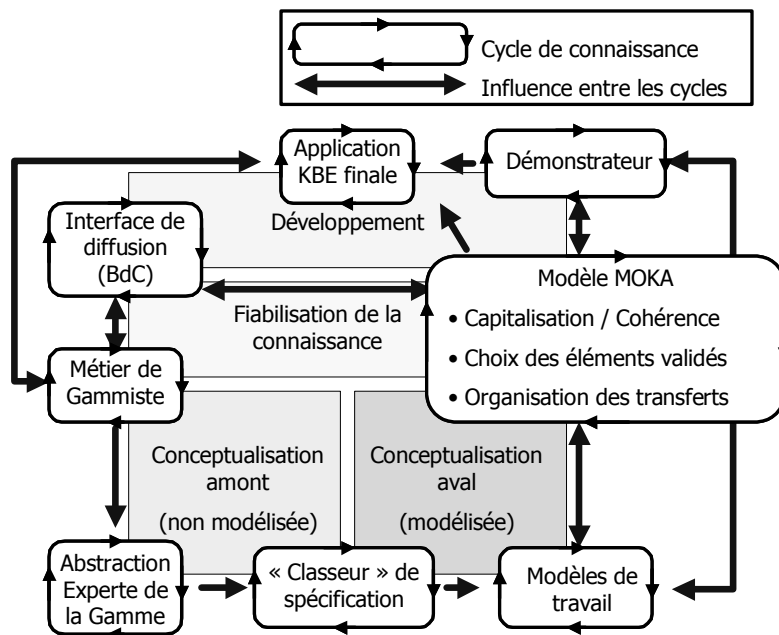 Cycle de connaissance
Influence entre les cycles
Application
KBE finale
Démonstrateur
Interface de
diffusion
(BdC)
Développement
Modèle MOKA
• Capitalisation / Cohérence
• Choix des éléments validés
• Organisation des transferts
Fiabilisation de la
connaissance
Métier de
Gammiste
Conceptualisation
amont
(non modélisée)
Conceptualisation
aval
(modélisée)
Abstraction
Experte de
la Gamme
« Classeur » de
spécification
Modèles de
travail